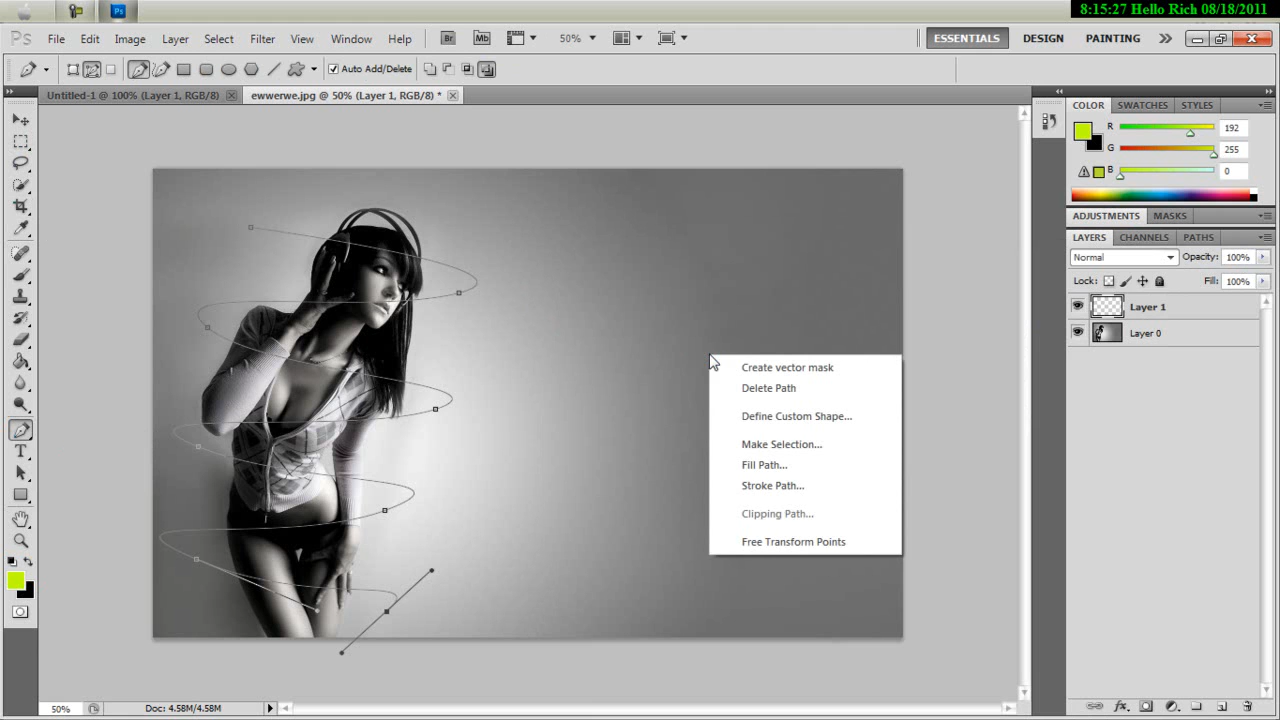 8:15:27 Hello Rich 08/18/2011
Ps
Ps File Edit Image Layer Select Filter View Window Help Br Mb 50% ESSENTIALS DESIGN PAINTING
Auto Add/Delete
Untitled-1 @ 100% (Layer 1, RGB/8) ewwerwe.jpg @ 50% (Layer 1, RGB/8) *
COLOR SWATCHES STYLES
R 192
G 255
B 0
ADJUSTMENTS MASKS
LAYERS CHANNELS PATHS
Normal Opacity: 100%
Lock: Fill: 100%
Layer 1
Layer 0
Create vector mask
Delete Path
Define Custom Shape...
Make Selection...
Fill Path...
Stroke Path...
Clipping Path...
Free Transform Points
T
50% Doc: 4.58M/4.58M
fx